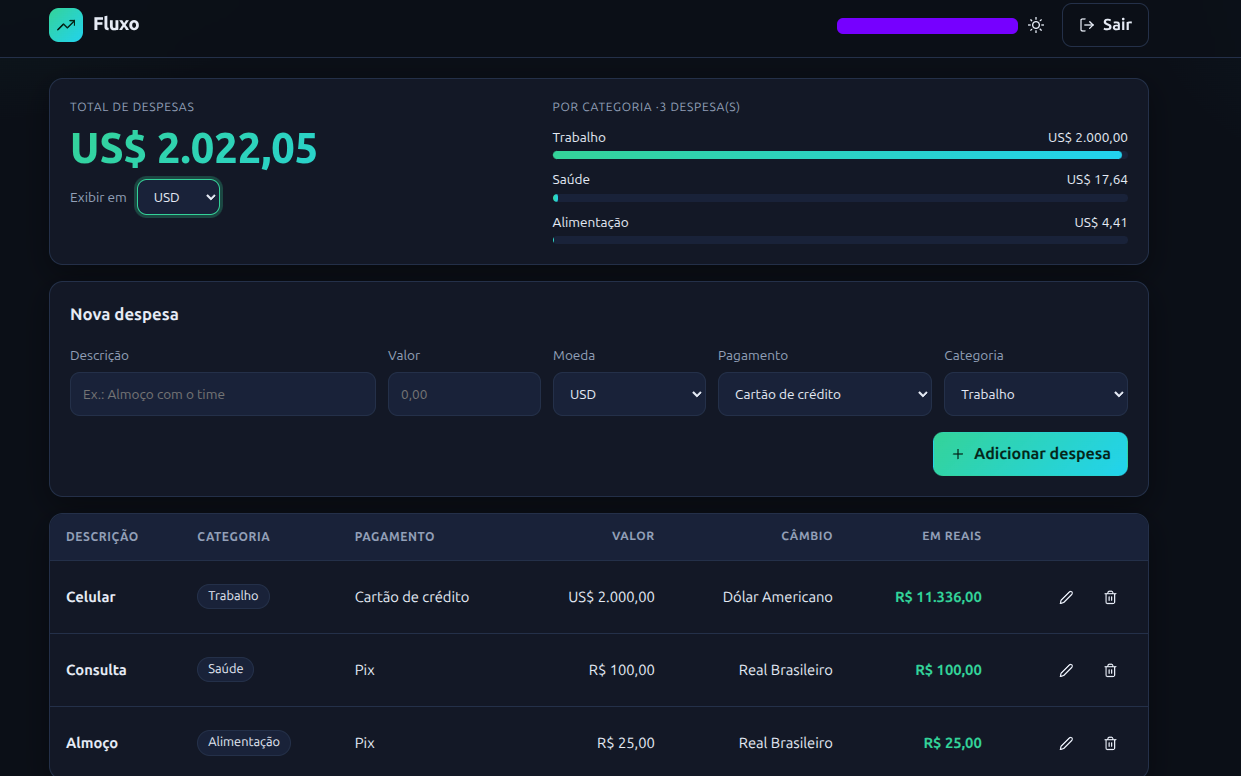 Fluxo
Sair
TOTAL DE DESPESAS
US$ 2.022,05
Exibir em USD
POR CATEGORIA ·3 DESPESA(S)
Trabalho US$ 2.000,00
Saúde US$ 17,64
Alimentação US$ 4,41
Nova despesa
Descrição Valor Moeda Pagamento Categoria
Ex.: Almoço com o time 0,00 USD Cartão de crédito Trabalho
+ Adicionar despesa
DESCRIÇÃO CATEGORIA PAGAMENTO VALOR CÂMBIO EM REAIS
Celular Trabalho Cartão de crédito US$ 2.000,00 Dólar Americano R$ 11.336,00
Consulta Saúde Pix R$ 100,00 Real Brasileiro R$ 100,00
Almoço Alimentação Pix R$ 25,00 Real Brasileiro R$ 25,00